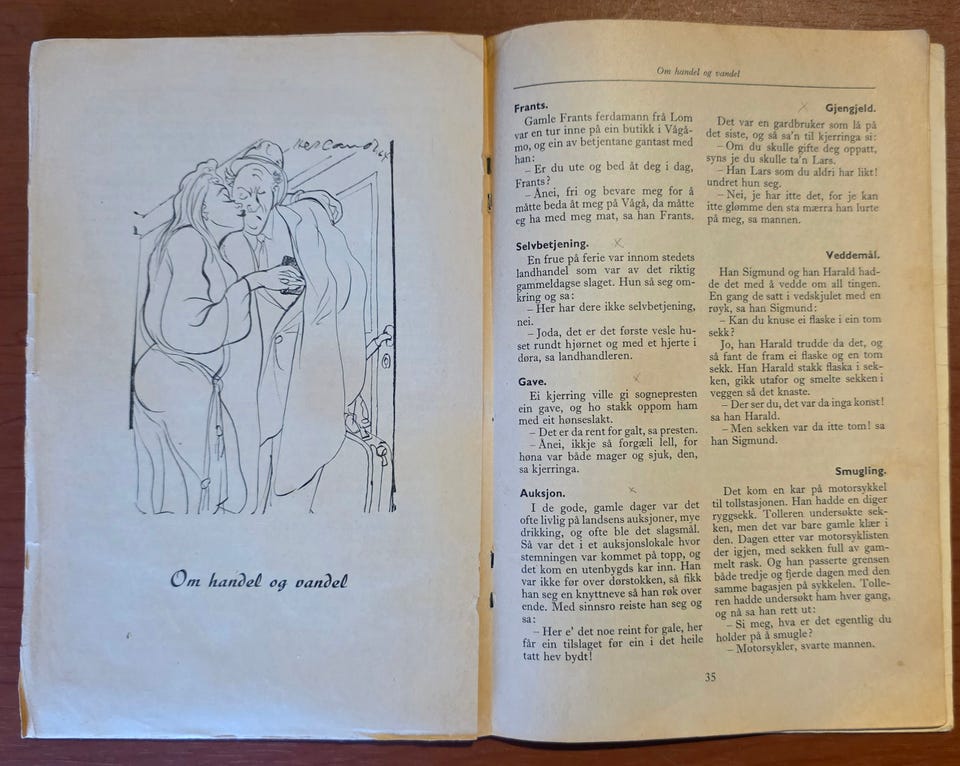 Om handel og vandel
Om handel og vandel
Frants.
Gamle Frants ferdamann frå Lom
var en tur inne på ein butikk i Vågå-
mo, og ein av betjentane gantast med
han:
– Er du ute og bed åt deg i dag,
Frants?
– Ånei, fri og bevare meg for å
måtte beda åt meg på Vågå, da måtte
eg ha med meg mat, sa han Frants.
Selvbetjening.
En frue på ferie var innom stedets
landhandel som var av det riktig
gammeldagse slaget. Hun så seg om-
kring og sa:
– Her har dere ikke selvbetjening,
nei.
– Joda, det er det første vesle hu-
set rundt hjørnet og med et hjerte i
døra, sa landhandleren.
Gave.
Ei kjerring ville gi sognepresten
ein gave, og ho stakk oppom ham
med eit hønseslakt.
– Det er da rent for galt, sa presten.
– Ånei, ikkje så forgæli lell, for
høna var både mager og sjuk, den,
sa kjerringa.
Auksjon.
I de gode, gamle dager var det
ofte livlig på landsens auksjoner, mye
drikking, og ofte ble det slagsmål.
Så var det i et auksjonslokale hvor
stemningen var kommet på topp, og
det kom en utenbygds kar inn. Han
var ikke før over dørstokken, så fikk
han seg en knyttneve så han røk over
ende. Med sinnsro reiste han seg og
sa:
– Her e' det noe reint for gale, her
får ein tilslaget før ein i det heile
tatt hev bydt!
Gjengjeld.
Det var en gardbruker som lå på
det siste, og så sa'n til kjerringa si:
– Om du skulle gifte deg oppatt,
syns je du skulle ta'n Lars.
– Han Lars som du aldri har likt!
undret hun seg.
– Nei, je har itte det, for je kan
itte glømme den sta mærra han lurte
på meg, sa mannen.
Veddemål.
Han Sigmund og han Harald had-
de det med å vedde om all tingen.
En gang de satt i vedskjulet med en
røyk, sa han Sigmund:
– Kan du knuse ei flaske i ein tom
sekk?
Jo, han Harald trudde da det, og
så fant de fram ei flaske og en tom
sekk. Han Harald stakk flaska i sek-
ken, gikk utafor og smelte sekken i
veggen så det knaste.
– Der ser du, det var da inga konst!
sa han Harald.
– Men sekken var da itte tom! sa
han Sigmund.
Smugling.
Det kom en kar på motorsykkel
til tollstasjonen. Han hadde en diger
ryggsekk. Tolleren undersøkte sek-
ken, men det var bare gamle klær i
den. Dagen etter var motorsyklisten
der igjen, med sekken full av gam-
melt rask. Og han passerte grensen
både tredje og fjerde dagen med den
samme bagasjen på sykkelen. Tolle-
ren hadde undersøkt ham hver gang,
og nå sa han rett ut:
– Si meg, hva er det egentlig du
holder på å smugle?
– Motorsykler, svarte mannen.
35